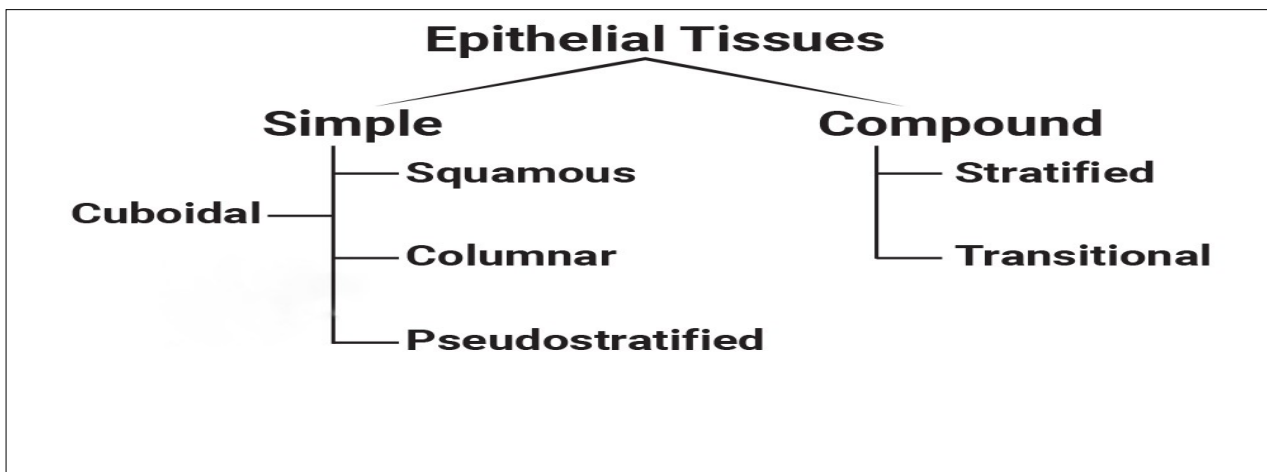 Epithelial Tissues
Simple
Compound
Squamous
Stratified
Cuboidal
Columnar
Transitional
Pseudostratified